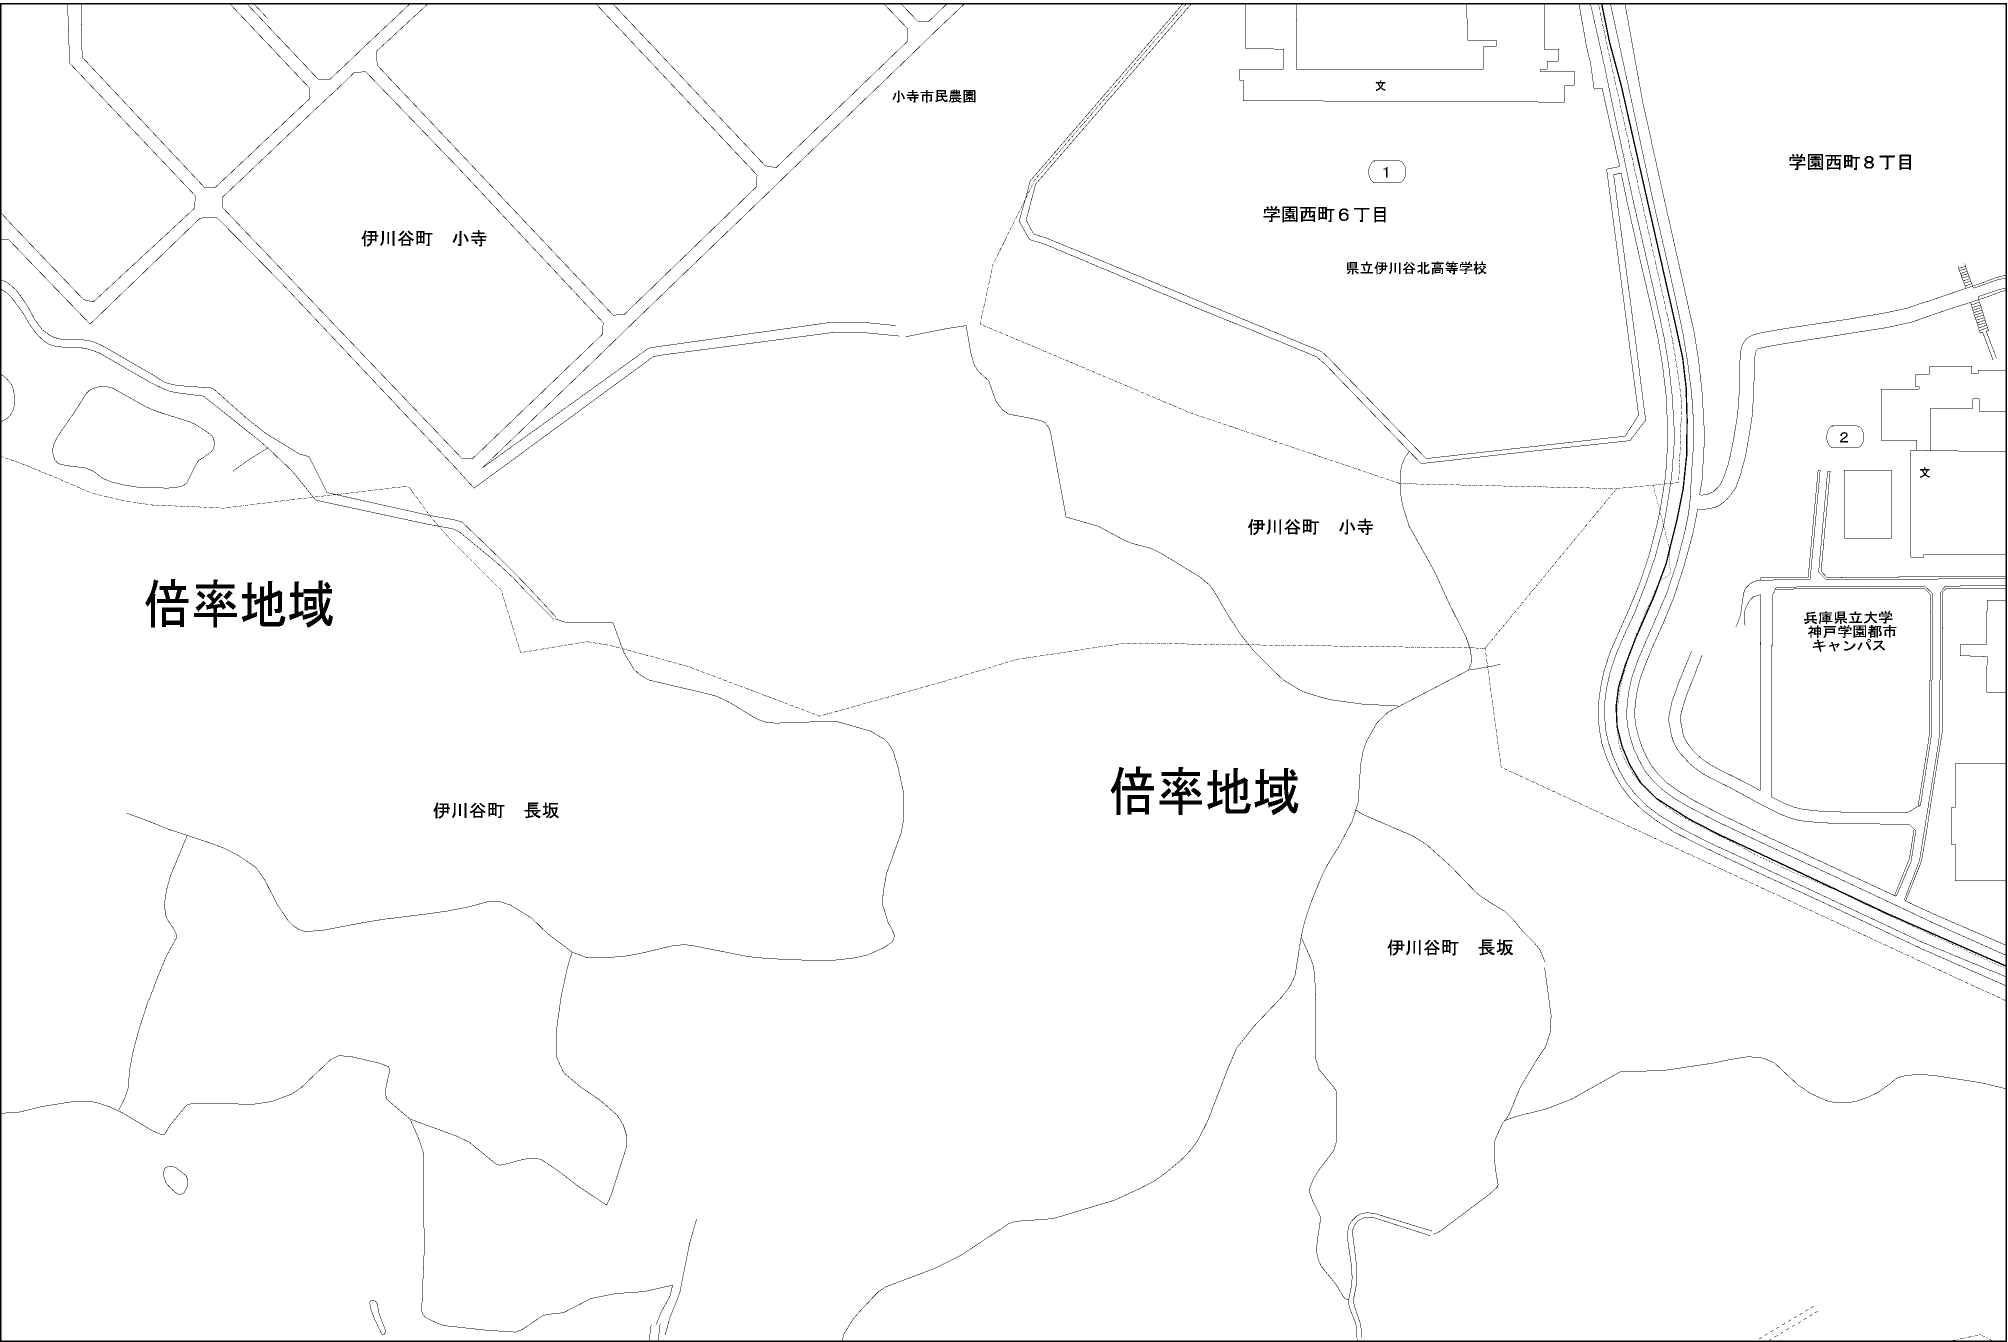 小寺市民農園
文
1
学園西町8丁目
学園西町6丁目
伊川谷町　小寺
県立伊川谷北高等学校
2
文
伊川谷町　小寺
倍率地域
兵庫県立大学
神戸学園都市
キャンパス
倍率地域
伊川谷町　長坂
伊川谷町　長坂